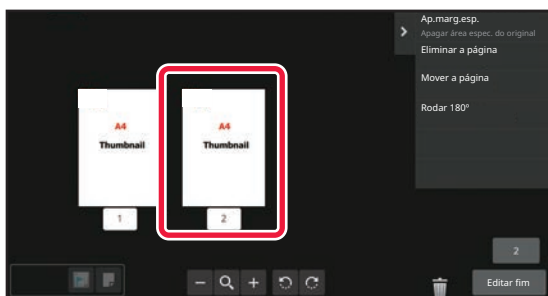 Ap.marg.esp.
Apagar área espec. do original
Eliminar a página
Mover a página
Rodar 180°
A4
Thumbnail
A4
Thumbnail
1
2
2
Editar fim